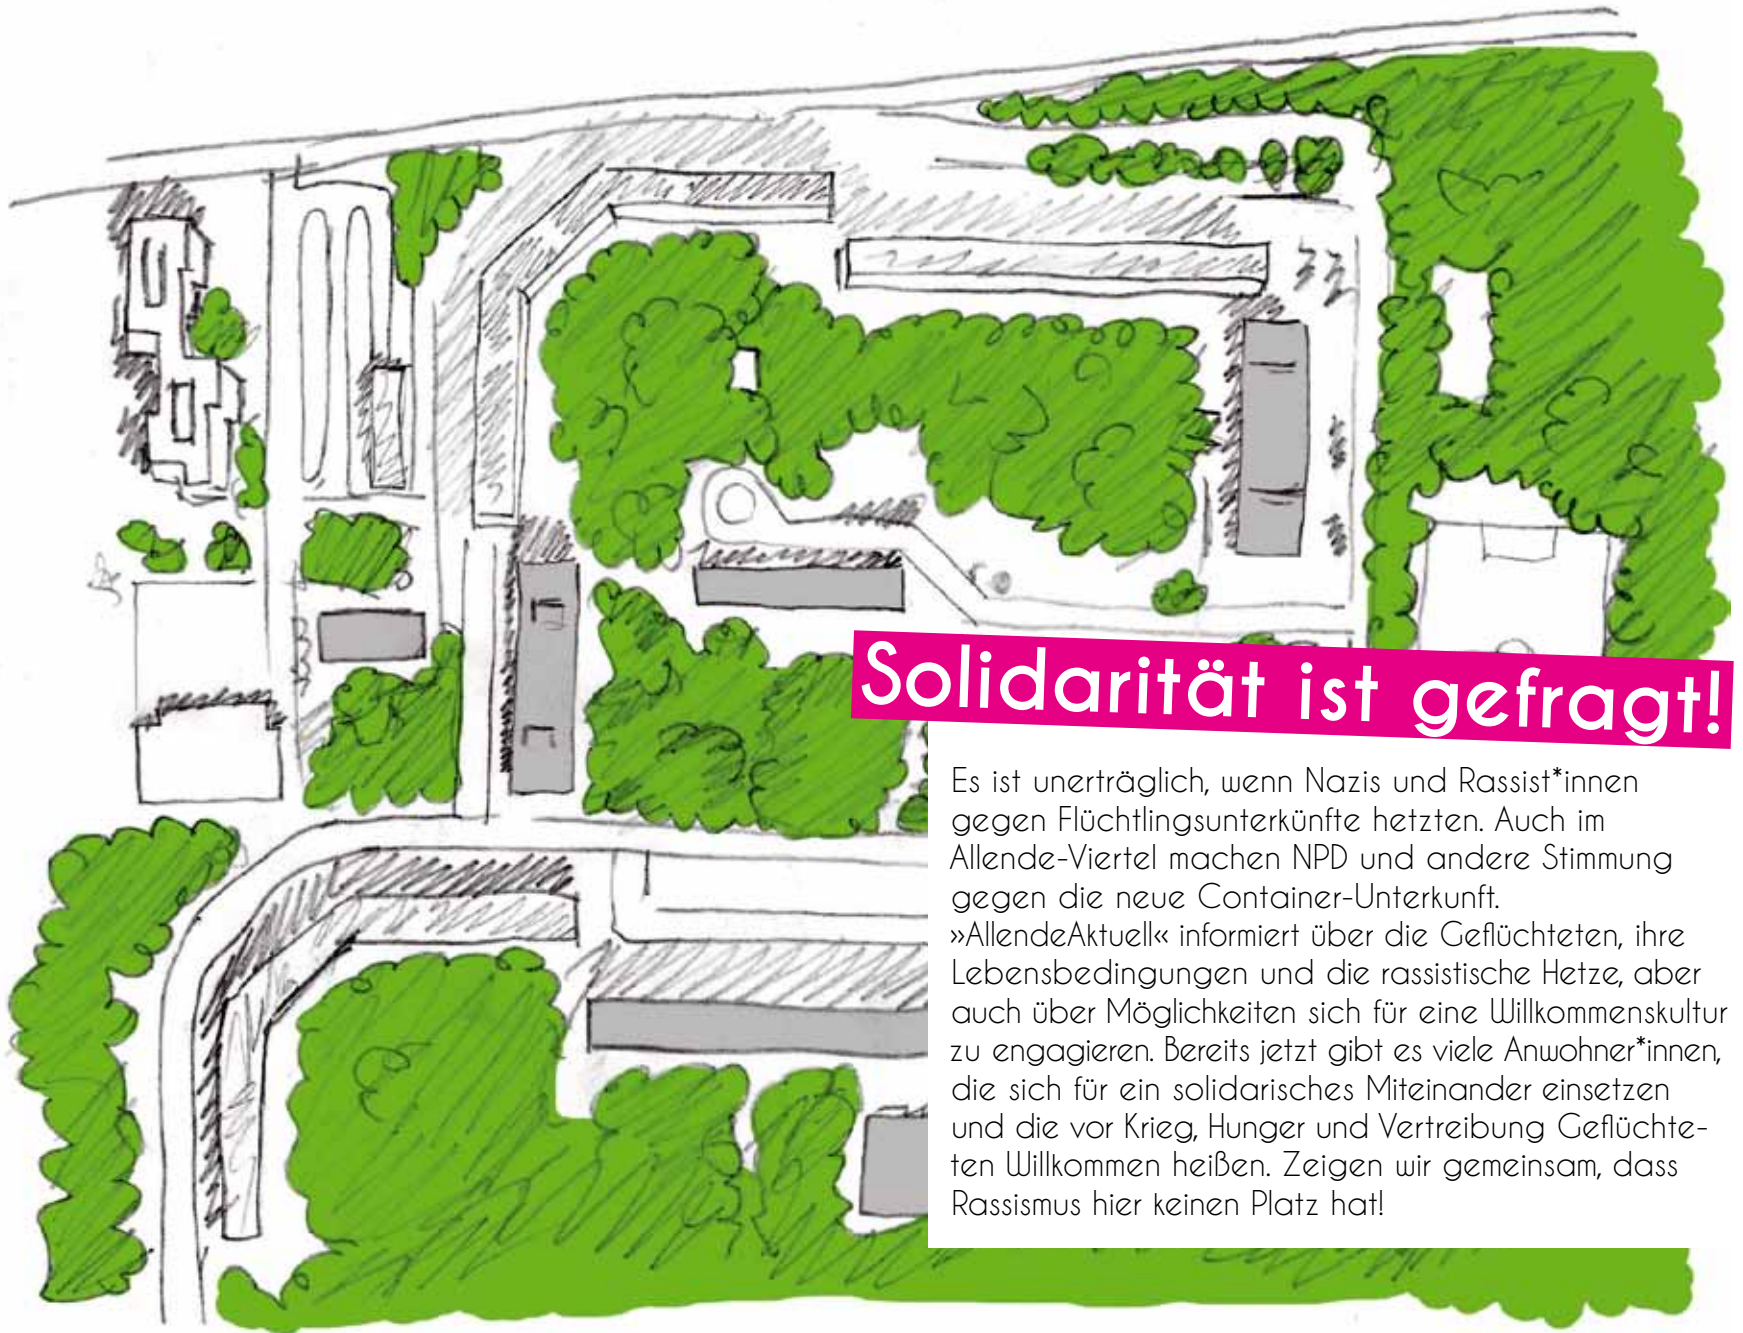 Solidarität ist gefragt!
Es ist unerträglich, wenn Nazis und Rassist*innen
gegen Flüchtlingsunterkünfte hetzten. Auch im
Allende-Viertel machen NPD und andere Stimmung
gegen die neue Container-Unterkunft.
»AllendeAktuell« informiert über die Geflüchteten, ihre
Lebensbedingungen und die rassistische Hetze, aber
auch über Möglichkeiten sich für eine Willkommenskultur
zu engagieren. Bereits jetzt gibt es viele Anwohner*innen,
die sich für ein solidarisches Miteinander einsetzen
und die vor Krieg, Hunger und Vertreibung Geflüchte-
ten Willkommen heißen. Zeigen wir gemeinsam, dass
Rassismus hier keinen Platz hat!